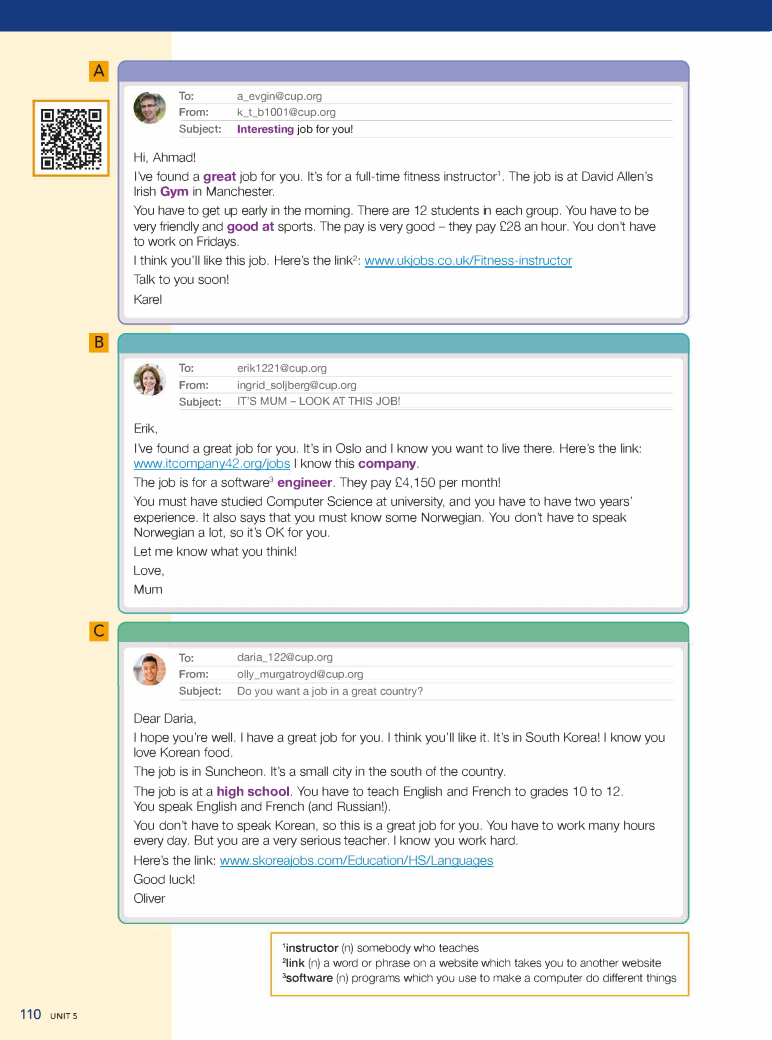 A
To: a_evgin@cup.org
From: k_t_b1001@cup.org
Subject: Interesting job for you!
Hi, Ahmad!
I've found a great job for you. It's for a full-time fitness instructor¹. The job is at David Allen's
Irish Gym in Manchester.
You have to get up early in the morning. There are 12 students in each group. You have to be
very friendly and good at sports. The pay is very good – they pay £28 an hour. You don't have
to work on Fridays.
I think you'll like this job. Here's the link²: www.ukjobs.co.uk/Fitness-instructor
Talk to you soon!
Karel
B
To: erik1221@cup.org
From: ingrid_soljberg@cup.org
Subject: IT'S MUM – LOOK AT THIS JOB!
Erik,
I've found a great job for you. It's in Oslo and I know you want to live there. Here's the link:
www.itcompany42.org/jobs I know this company.
The job is for a software³ engineer. They pay £4,150 per month!
You must have studied Computer Science at university, and you have to have two years'
experience. It also says that you must know some Norwegian. You don't have to speak
Norwegian a lot, so it's OK for you.
Let me know what you think!
Love,
Mum
C
To: daria_122@cup.org
From: olly_murgatroyd@cup.org
Subject: Do you want a job in a great country?
Dear Daria,
I hope you're well. I have a great job for you. I think you'll like it. It's in South Korea! I know you
love Korean food.
The job is in Suncheon. It's a small city in the south of the country.
The job is at a high school. You have to teach English and French to grades 10 to 12.
You speak English and French (and Russian!).
You don't have to speak Korean, so this is a great job for you. You have to work many hours
every day. But you are a very serious teacher. I know you work hard.
Here's the link: www.skoreajobs.com/Education/HS/Languages
Good luck!
Oliver
¹instructor (n) somebody who teaches
²link (n) a word or phrase on a website which takes you to another website
³software (n) programs which you use to make a computer do different things
110 UNIT 5